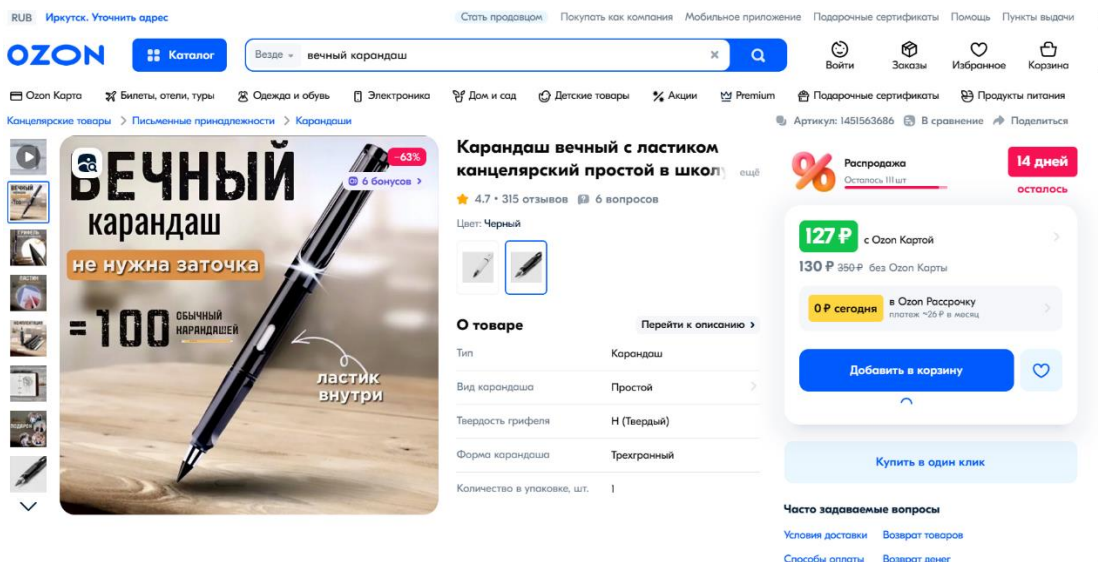 RUB Иркутск. Уточнить адрес Стать продавцом Покупать как компания Мобильное приложение Подарочные сертификаты Помощь Пункты выдачи
OZON Каталог Везде вечный карандаш Войти Заказы Избранное Корзина
Ozon Карта Билеты, отели, туры Одежда и обувь Электроника Дом и сад Детские товары Акции Premium Подарочные сертификаты Продукты питания
Канцелярские товары > Письменные принадлежности > Карандаши
Артикул: 1451563686 В сравнение Поделиться
ВЕЧНЫЙ
карандаш
не нужна заточка
=100 ОБЫЧНЫЙ
КАРАНДАШЕЙ
ластик
внутри
-63%
6 бонусов >
Карандаш вечный с ластиком
канцелярский простой в школу ещё
4.7 • 315 отзывов 6 вопросов
Цвет: Черный
О товаре Перейти к описанию >
Тип Карандаш
Вид карандаша Простой
Твердость грифеля H (Твердый)
Форма карандаша Трехгранный
Количество в упаковке, шт. 1
% Распродажа 14 дней
Осталось 111 шт осталось
127 ₽ с Ozon Картой
130 ₽ 350 ₽ без Ozon Карты
0 ₽ сегодня в Ozon Рассрочку
платеж ~26 ₽ в месяц
Добавить в корзину
Купить в один клик
Часто задаваемые вопросы
Условия доставки Возврат товаров
Способы оплаты Возврат денег